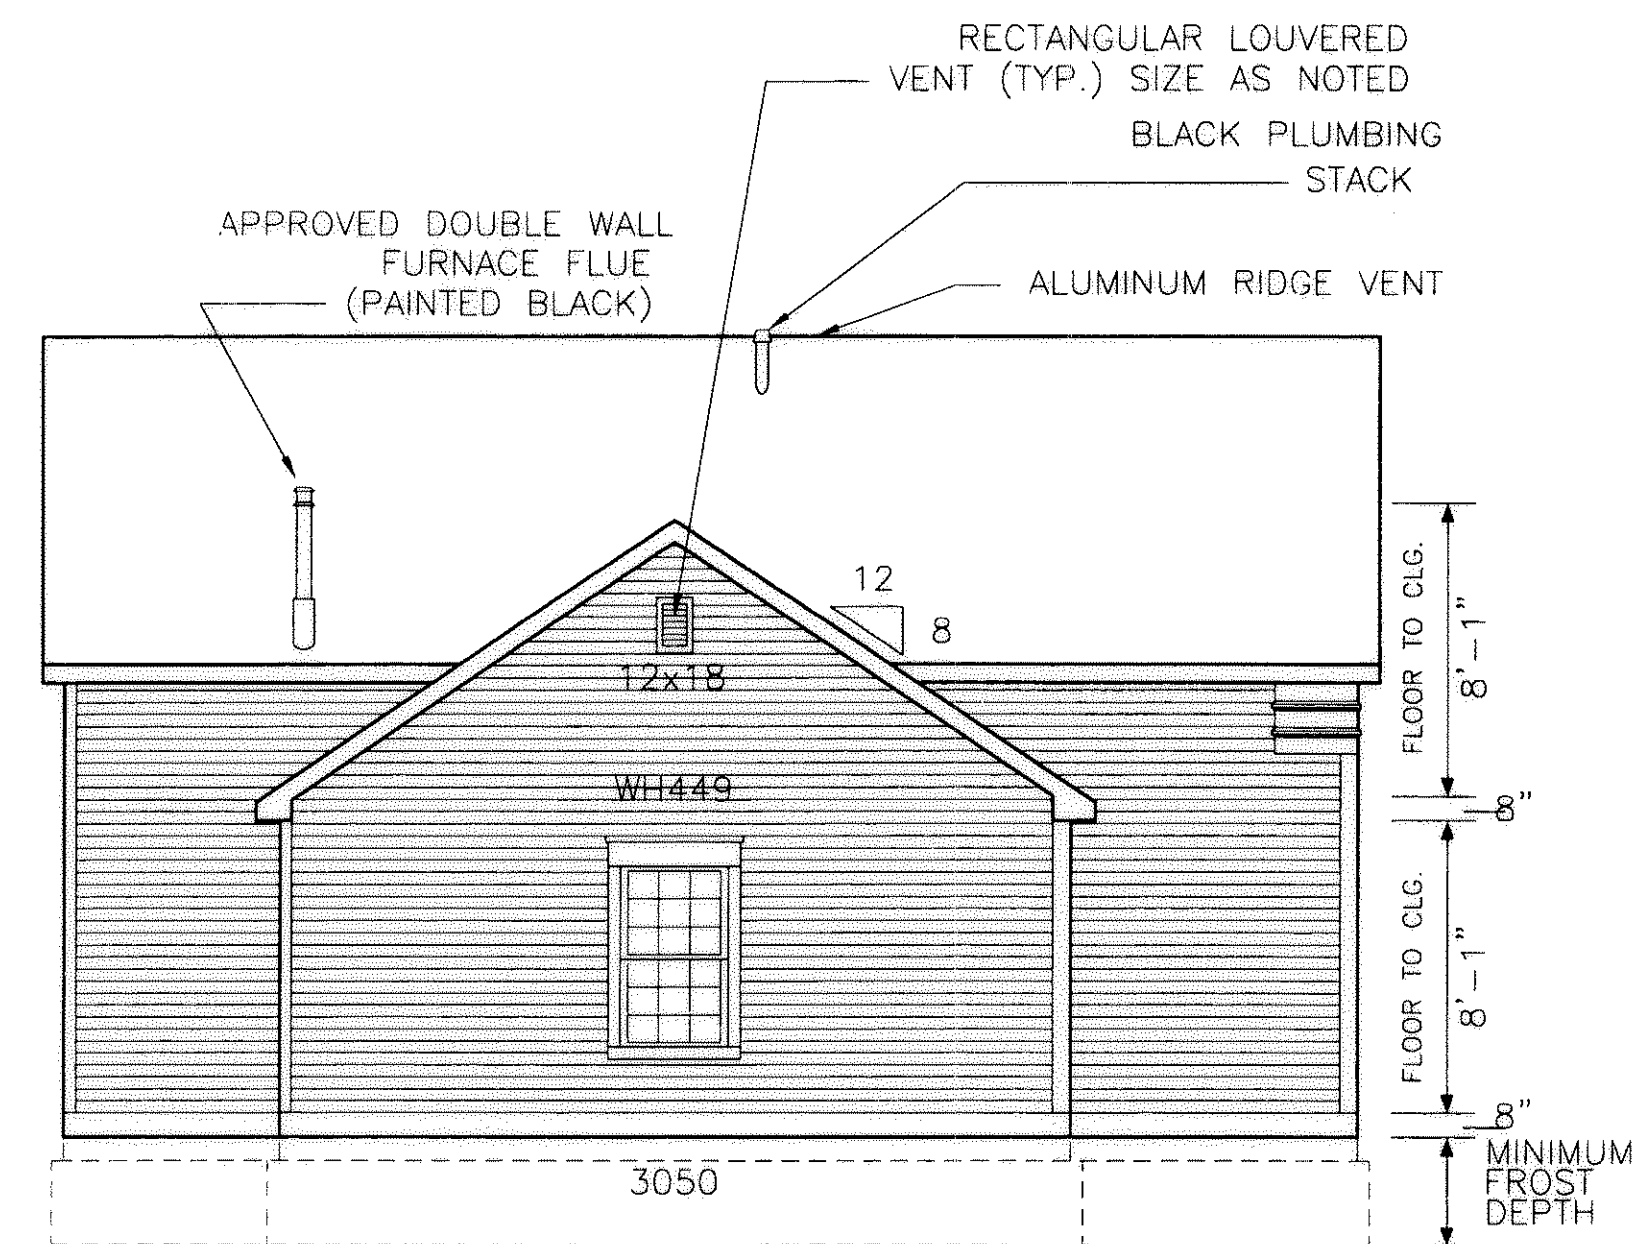 RECTANGULAR LOUVERED
VENT (TYP.) SIZE AS NOTED
BLACK PLUMBING
STACK
APPROVED DOUBLE WALL
FURNACE FLUE
(PAINTED BLACK)
ALUMINUM RIDGE VENT
12
8
12x18
WH449
FLOOR TO CLG.
8'-1"
8"
FLOOR TO CLG.
8'-1"
8"
MINIMUM
FROST
DEPTH
3050